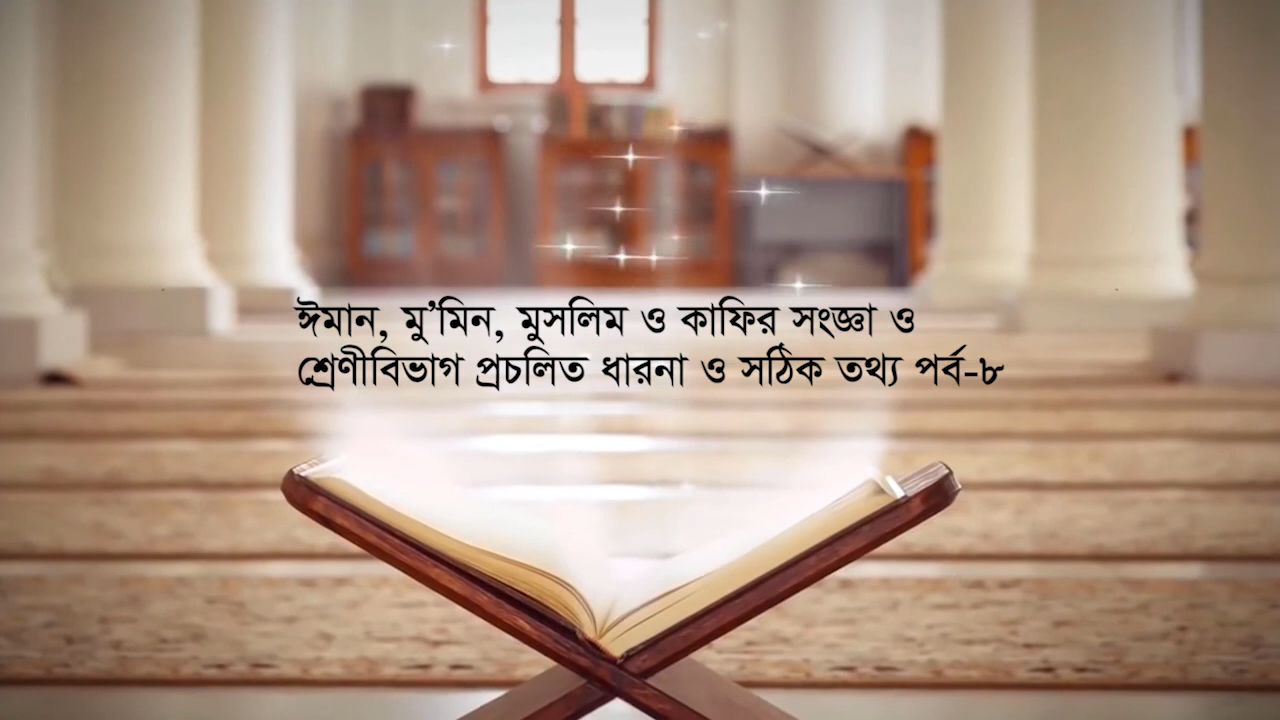 ঈমান, মু’মিন, মুসলিম ও কাফির সংজ্ঞা ও
শ্রেণীবিভাগ প্রচলিত ধারনা ও সঠিক তথ্য পর্ব-৮